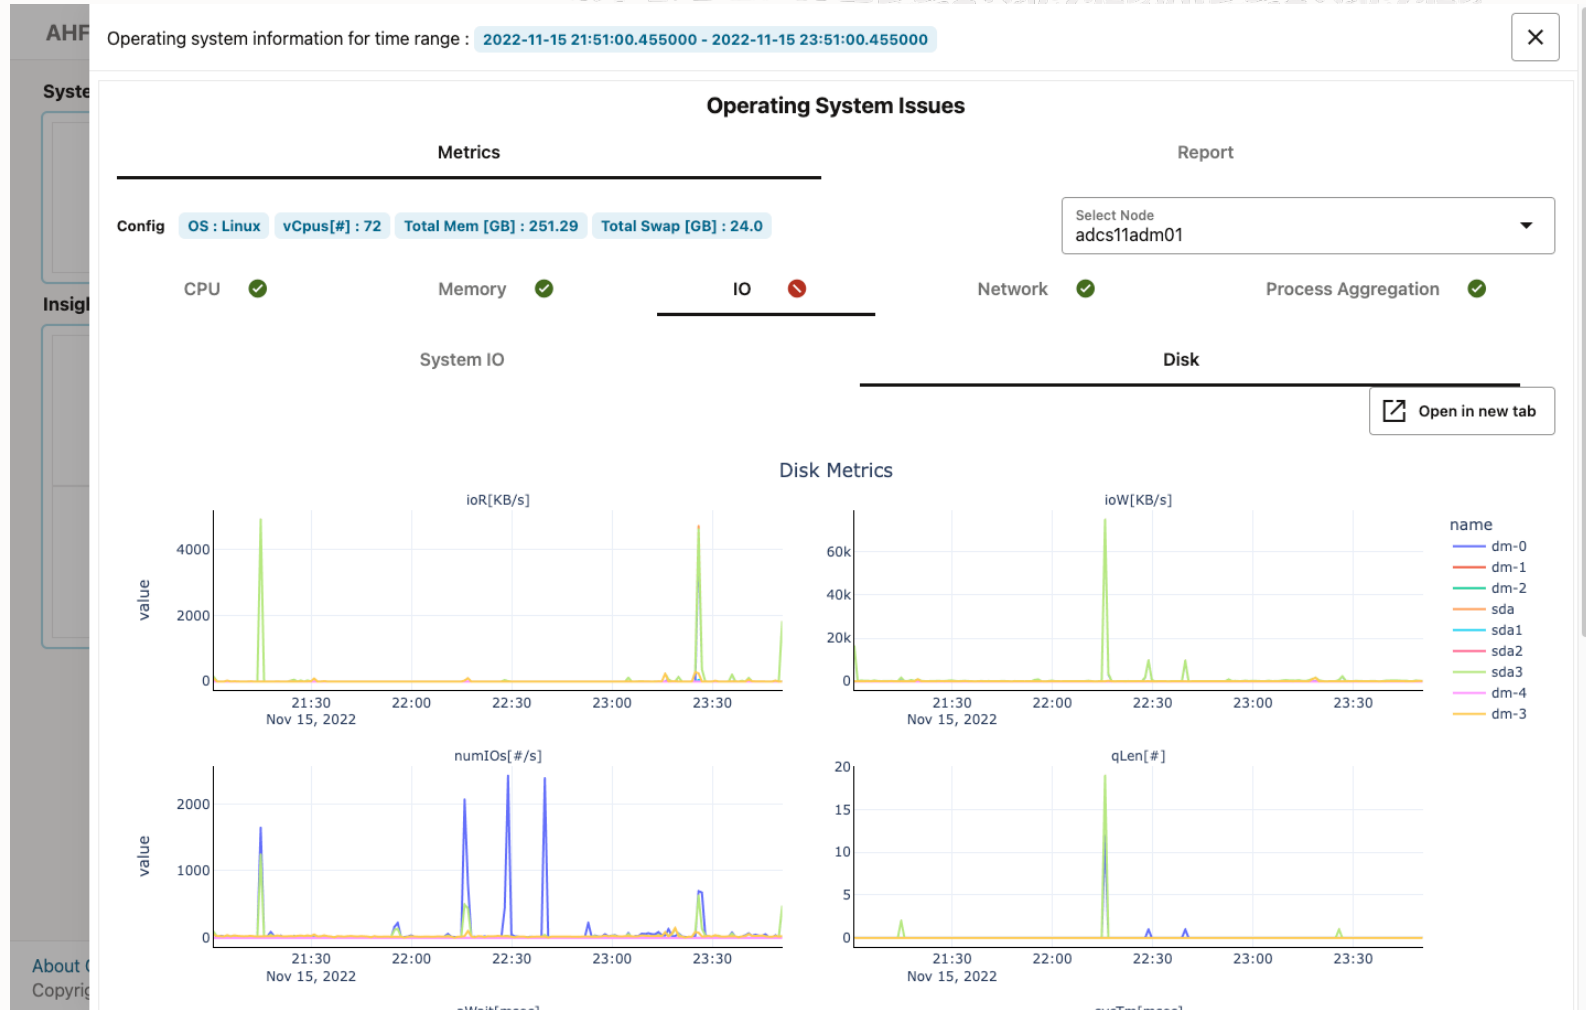 AHF
Operating system information for time range : 2022-11-15 21:51:00.455000 - 2022-11-15 23:51:00.455000
Syste
Operating System Issues
Metrics
Report
Config OS : Linux vCpus[#] : 72 Total Mem [GB] : 251.29 Total Swap [GB] : 24.0
Select Node
adcs11adm01
CPU Memory IO Network Process Aggregation
Insigl
System IO Disk
Open in new tab
Disk Metrics
ioR[KB/s]
value
4000
2000
0
21:30 22:00 22:30 23:00 23:30
Nov 15, 2022
ioW[KB/s]
60k
40k
20k
0
21:30 22:00 22:30 23:00 23:30
Nov 15, 2022
name
dm-0
dm-1
dm-2
sda
sda1
sda2
sda3
dm-4
dm-3
numIOs[#/s]
value
2000
1000
0
21:30 22:00 22:30 23:00 23:30
Nov 15, 2022
qLen[#]
20
15
10
5
0
21:30 22:00 22:30 23:00 23:30
Nov 15, 2022
About
Copyrig